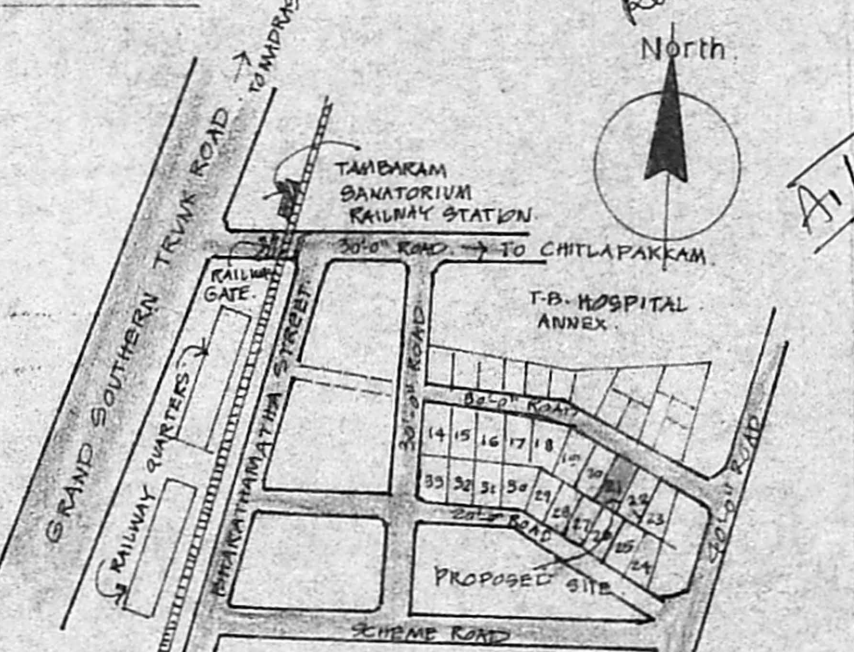 TO MADRAS
North
GRAND SOUTHERN TRUNK ROAD
TAMBARAM
SANATORIUM
RAILWAY STATION
30'-0" ROAD → TO CHITLAPAKKAM
RAILWAY
GATE.
T-B. HOSPITAL
ANNEX.
BHARATHAMATHA STREET
30'-0" ROAD
RAILWAY QUARTERS
30'-0" ROAD
14 15 16 17 18 19 20 21 22 23
33 32 31 30 29 28 27 26 25 24
20'-0" ROAD
40'-0" ROAD
PROPOSED SITE
SCHEME ROAD